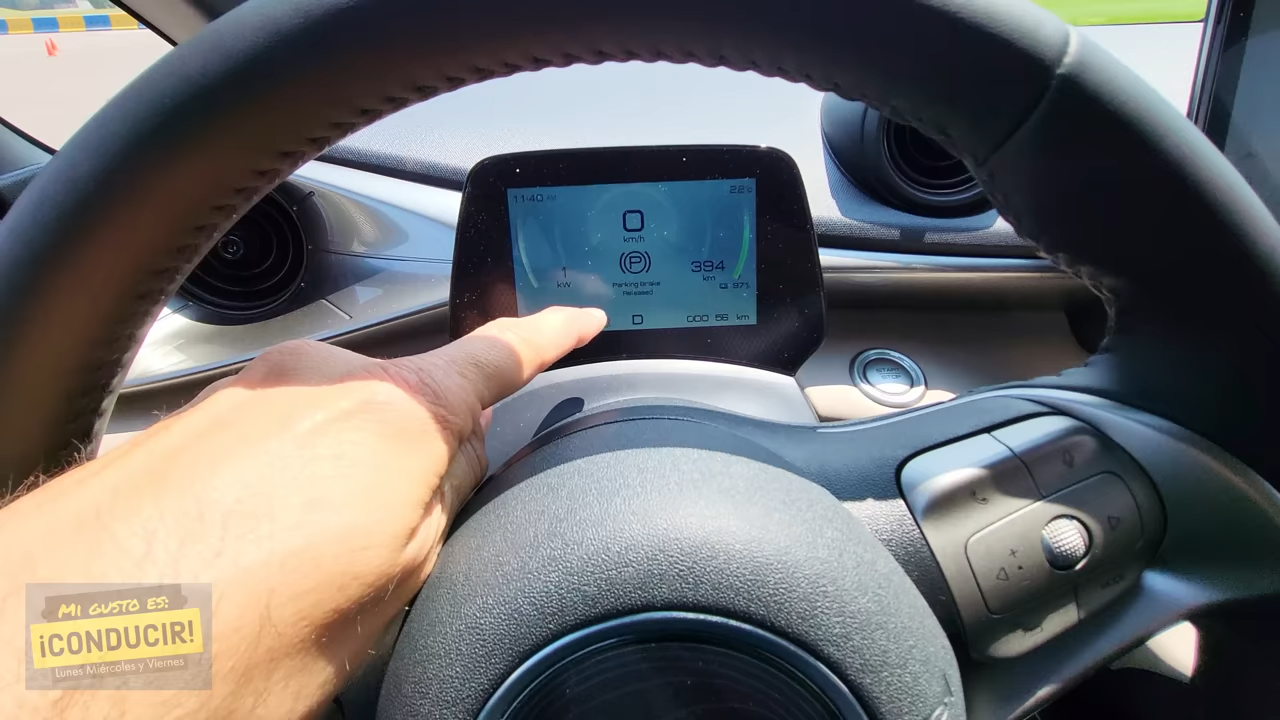 11:40
22°C
0
km/h
1
kW
394
km
97%
Parking Brake
Released
D
000 56 km
START
STOP
MI GUSTO ES:
¡CONDUCIR!
Lunes Miércoles y Viernes